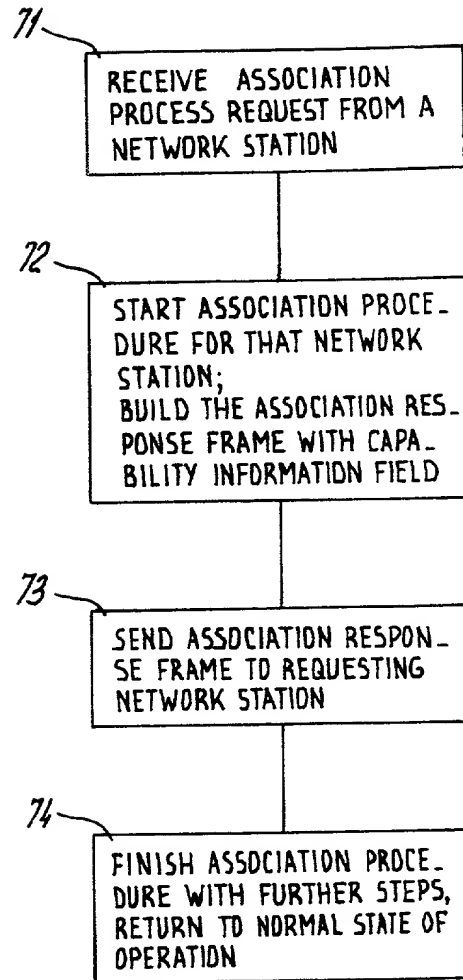 71
RECEIVE ASSOCIATION
PROCESS REQUEST FROM A
NETWORK STATION
72
START ASSOCIATION PROCE_
DURE FOR THAT NETWORK
STATION;
BUILD THE ASSOCIATION RES_
PONSE FRAME WITH CAPA_
BILITY INFORMATION FIELD
73
SEND ASSOCIATION RESPON_
SE FRAME TO REQUESTING
NETWORK STATION
74
FINISH ASSOCIATION PROCE_
DURE WITH FURTHER STEPS,
RETURN TO NORMAL STATE OF
OPERATION